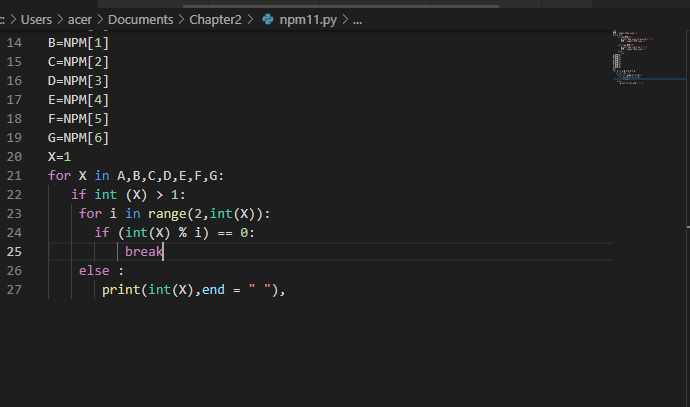 : > Users > acer > Documents > Chapter2 > npm11.py > ...
14 B=NPM[1]
15 C=NPM[2]
16 D=NPM[3]
17 E=NPM[4]
18 F=NPM[5]
19 G=NPM[6]
20 X=1
21 for X in A,B,C,D,E,F,G:
22 if int (X) > 1:
23 for i in range(2,int(X)):
24 if (int(X) % i) == 0:
25 break
26 else :
27 print(int(X),end = " "),